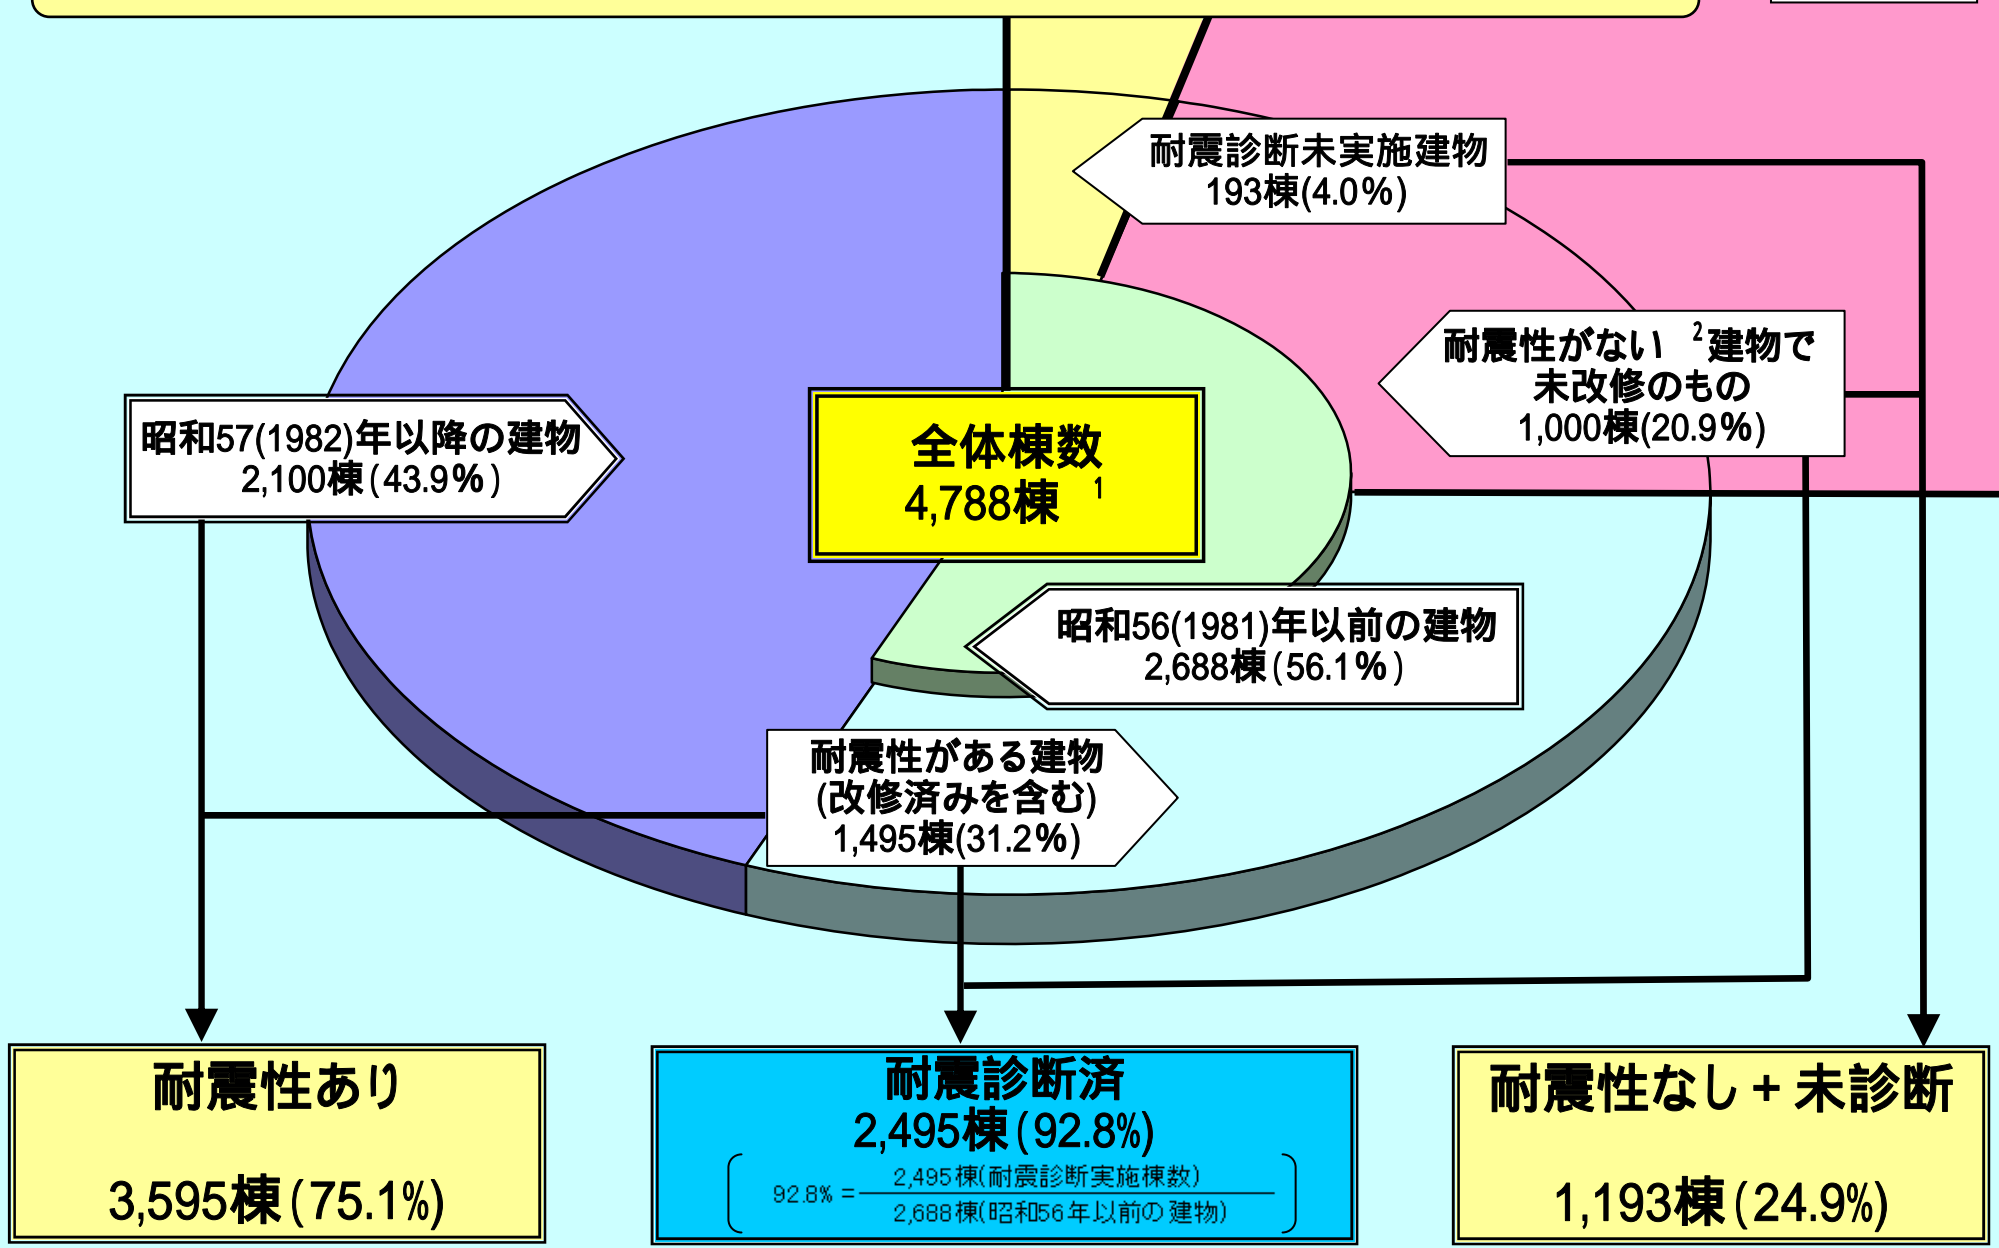 耐震診断未実施建物
193棟(4.0%)
耐震性がない 2建物で
未改修のもの
1,000棟(20.9%)
昭和57(1982)年以降の建物
2,100棟(43.9%)
全体棟数
4,788棟 1
昭和56(1981)年以前の建物
2,688棟(56.1%)
耐震性がある建物
(改修済みを含む)
1,495棟(31.2%)
耐震性あり
3,595棟(75.1%)
耐震診断済
2,495棟(92.8%)
92.8% = 2,495棟(耐震診断実施棟数)
2,688棟(昭和56年以前の建物)
耐震性なし + 未診断
1,193棟(24.9%)